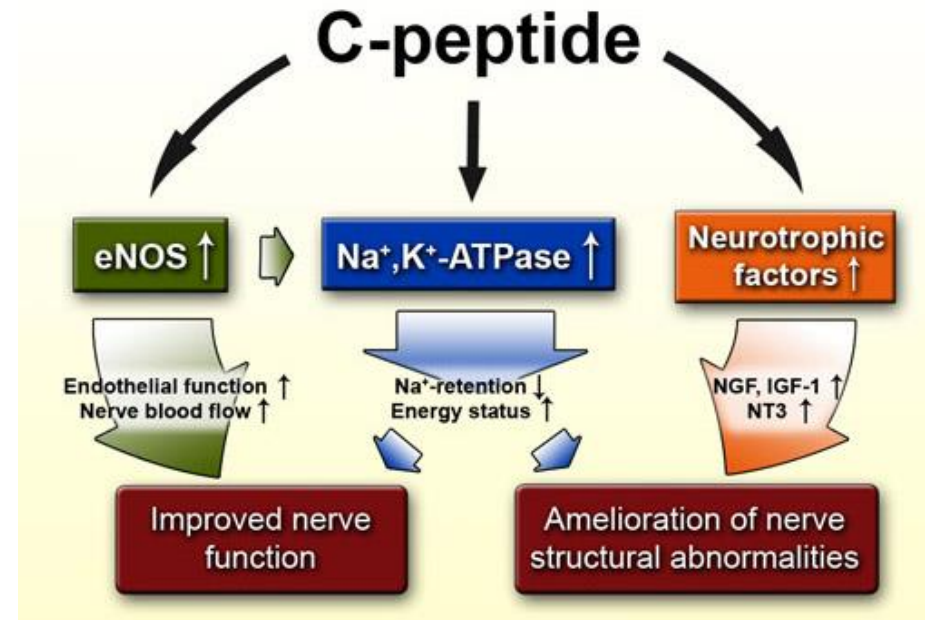 C-peptide
eNOS ↑
Na⁺,K⁺-ATPase ↑
Neurotrophic
factors ↑
Endothelial function ↑
Nerve blood flow ↑
Na⁺-retention ↓
Energy status ↑
NGF, IGF-1 ↑
NT3 ↑
Improved nerve
function
Amelioration of nerve
structural abnormalities